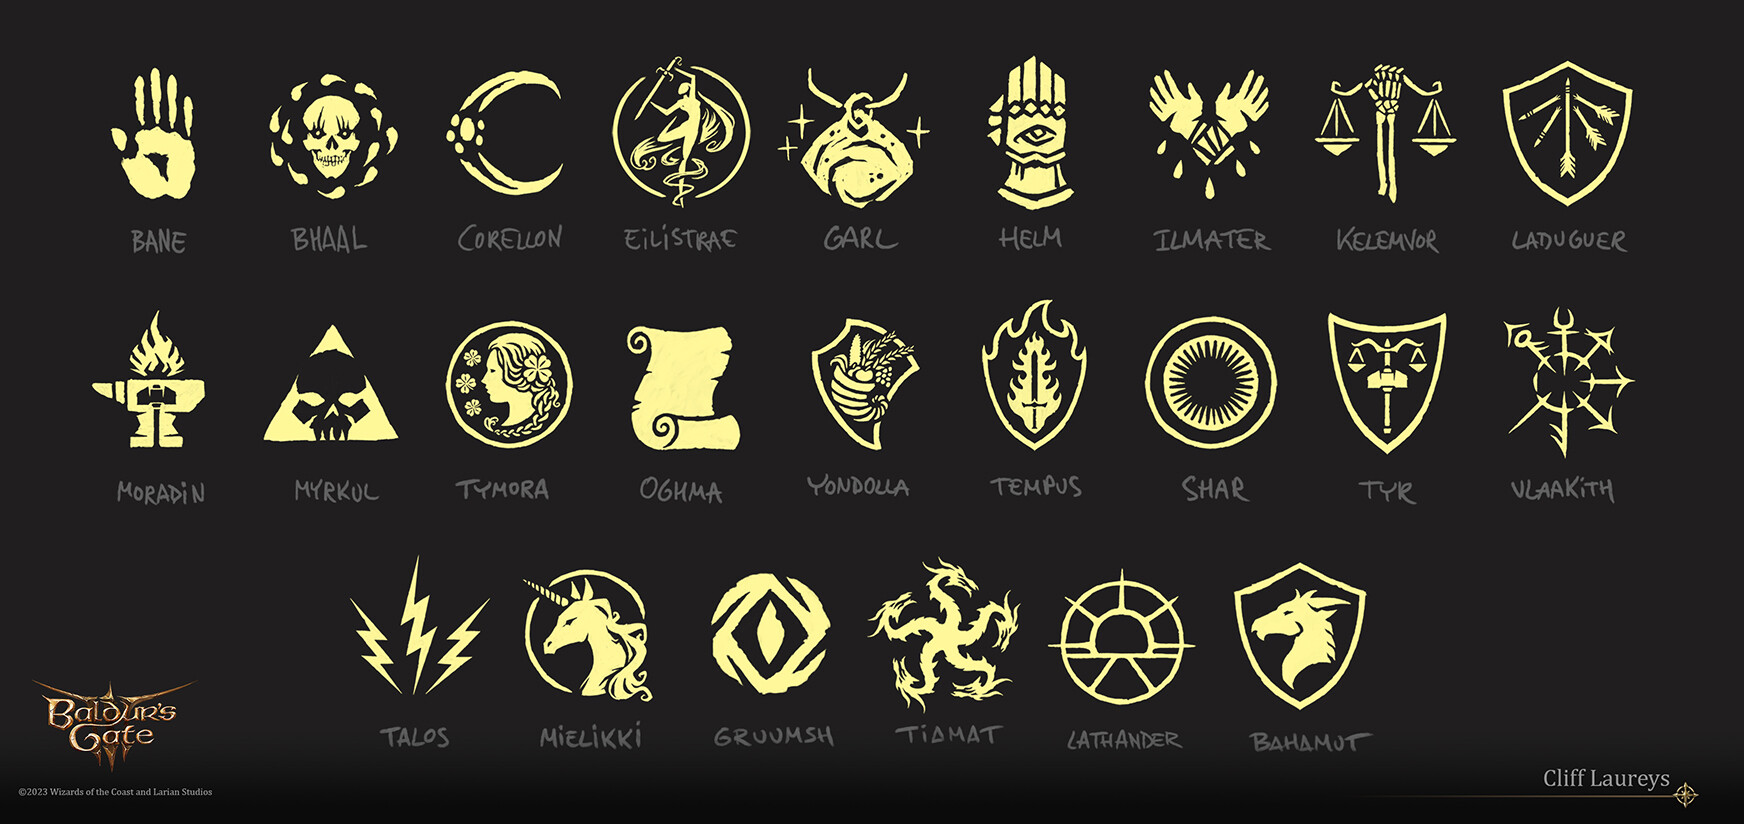 BANE
BHAAL
CORELLON
EiLiSTRAE
GARL
HELM
ILMATER
KELEMVOR
LADUGUER
MORADiN
MYRKUL
TYMORA
OGHMA
YONDOLLA
TEMPUS
SHAR
TYR
VLAAKiTH
TALOS
MiELiKKi
GRUUMSH
TiAMAT
LATHANDER
BAHAMUT
Baldur's
Gate
III
Cliff Laureys
©2023 Wizards of the Coast and Larian Studios